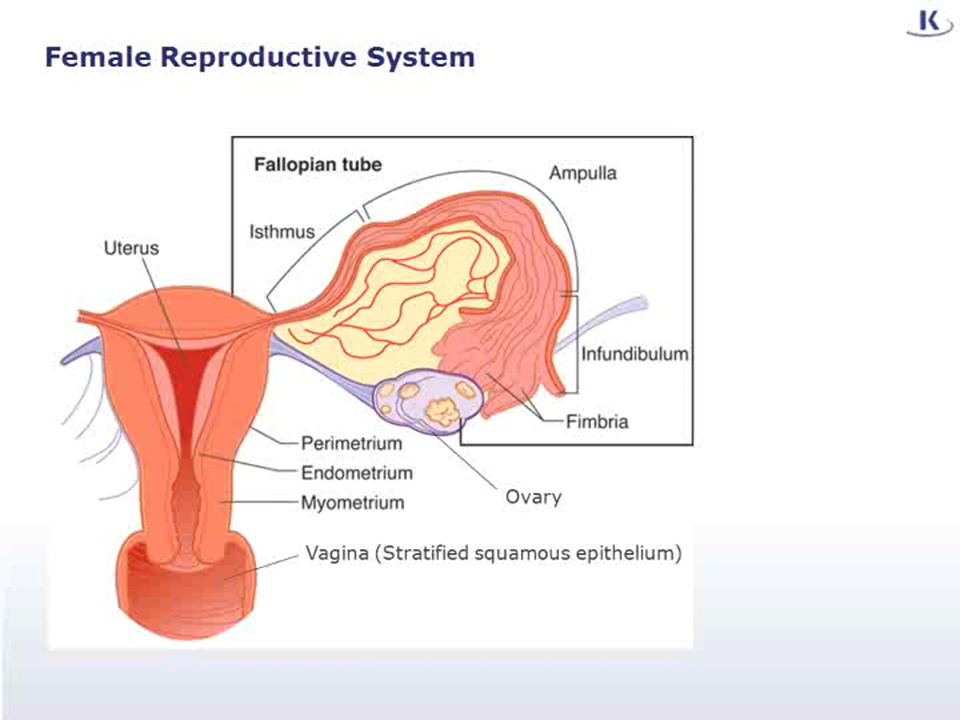 K
Female Reproductive System
Fallopian tube
Ampulla
Isthmus
Uterus
Infundibulum
Fimbria
Perimetrium
Endometrium
Myometrium
Ovary
Vagina (Stratified squamous epithelium)